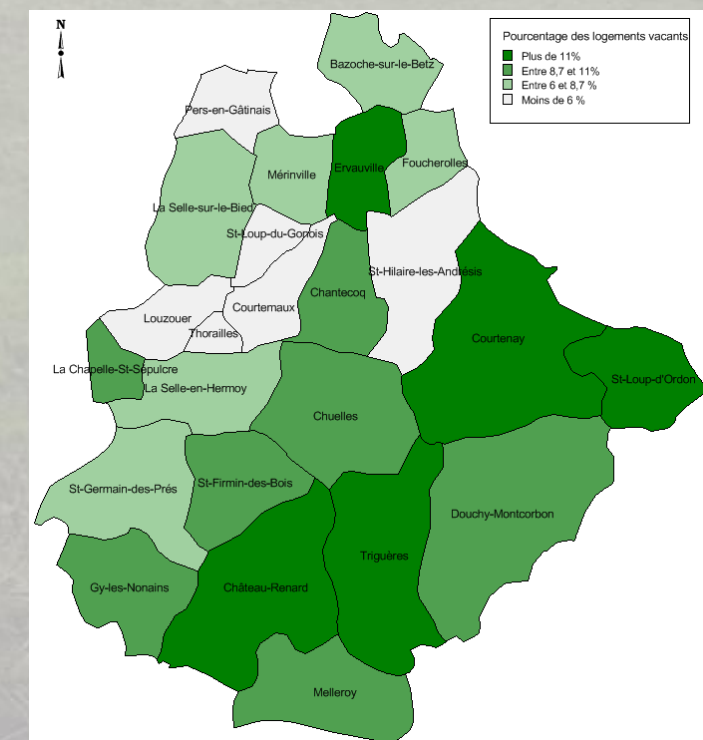 N
Pourcentage des logements vacants
Plus de 11%
Entre 8,7 et 11%
Entre 6 et 8,7 %
Moins de 6 %
Bazoche-sur-le-Betz
Pers-en-Gâtinais
Foucherolles
Ervauville
Mérinville
La Selle-sur-le-Bied
St-Loup-du-Gonois
St-Hilaire-les-Andrésis
Chantecoq
Courtemaux
Louzouer
Thorailles
Courtenay
La Chapelle-St-Sépulcre
St-Loup-d'Ordon
La Selle-en-Hermoy
Chuelles
St-Firmin-des-Bois
St-Germain-des-Prés
Douchy-Montcorbon
Triguères
Gy-les-Nonains
Château-Renard
Melleroy